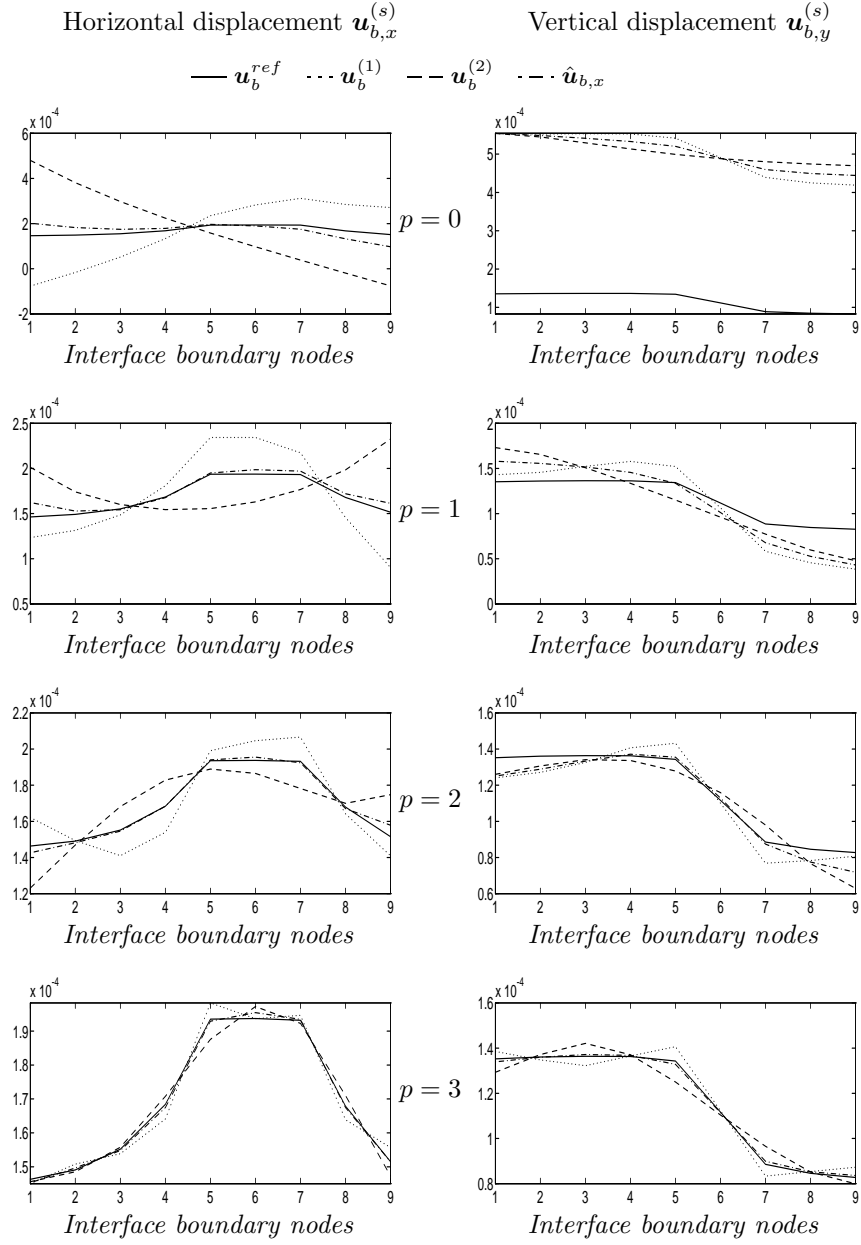 Horizontal displacement u_{b,x}^{(s)} Vertical displacement u_{b,y}^{(s)}
u_b^{ref} u_b^{(1)} u_b^{(2)} û_{b,x}
x 10^{-4} x 10^{-4}
6
4
2
0
-2
1 2 3 4 5 6 7 8 9
Interface boundary nodes
p = 0
5
4
3
2
1
1 2 3 4 5 6 7 8 9
Interface boundary nodes
x 10^{-4} x 10^{-4}
2.5
2
1.5
1
0.5
1 2 3 4 5 6 7 8 9
Interface boundary nodes
p = 1
2
1.5
1
0.5
0
1 2 3 4 5 6 7 8 9
Interface boundary nodes
x 10^{-4} x 10^{-4}
2.2
2
1.8
1.6
1.4
1.2
1 2 3 4 5 6 7 8 9
Interface boundary nodes
p = 2
1.6
1.4
1.2
1
0.8
0.6
1 2 3 4 5 6 7 8 9
Interface boundary nodes
x 10^{-4} x 10^{-4}
1.9
1.8
1.7
1.6
1.5
1 2 3 4 5 6 7 8 9
Interface boundary nodes
p = 3
1.6
1.4
1.2
1
0.8
1 2 3 4 5 6 7 8 9
Interface boundary nodes